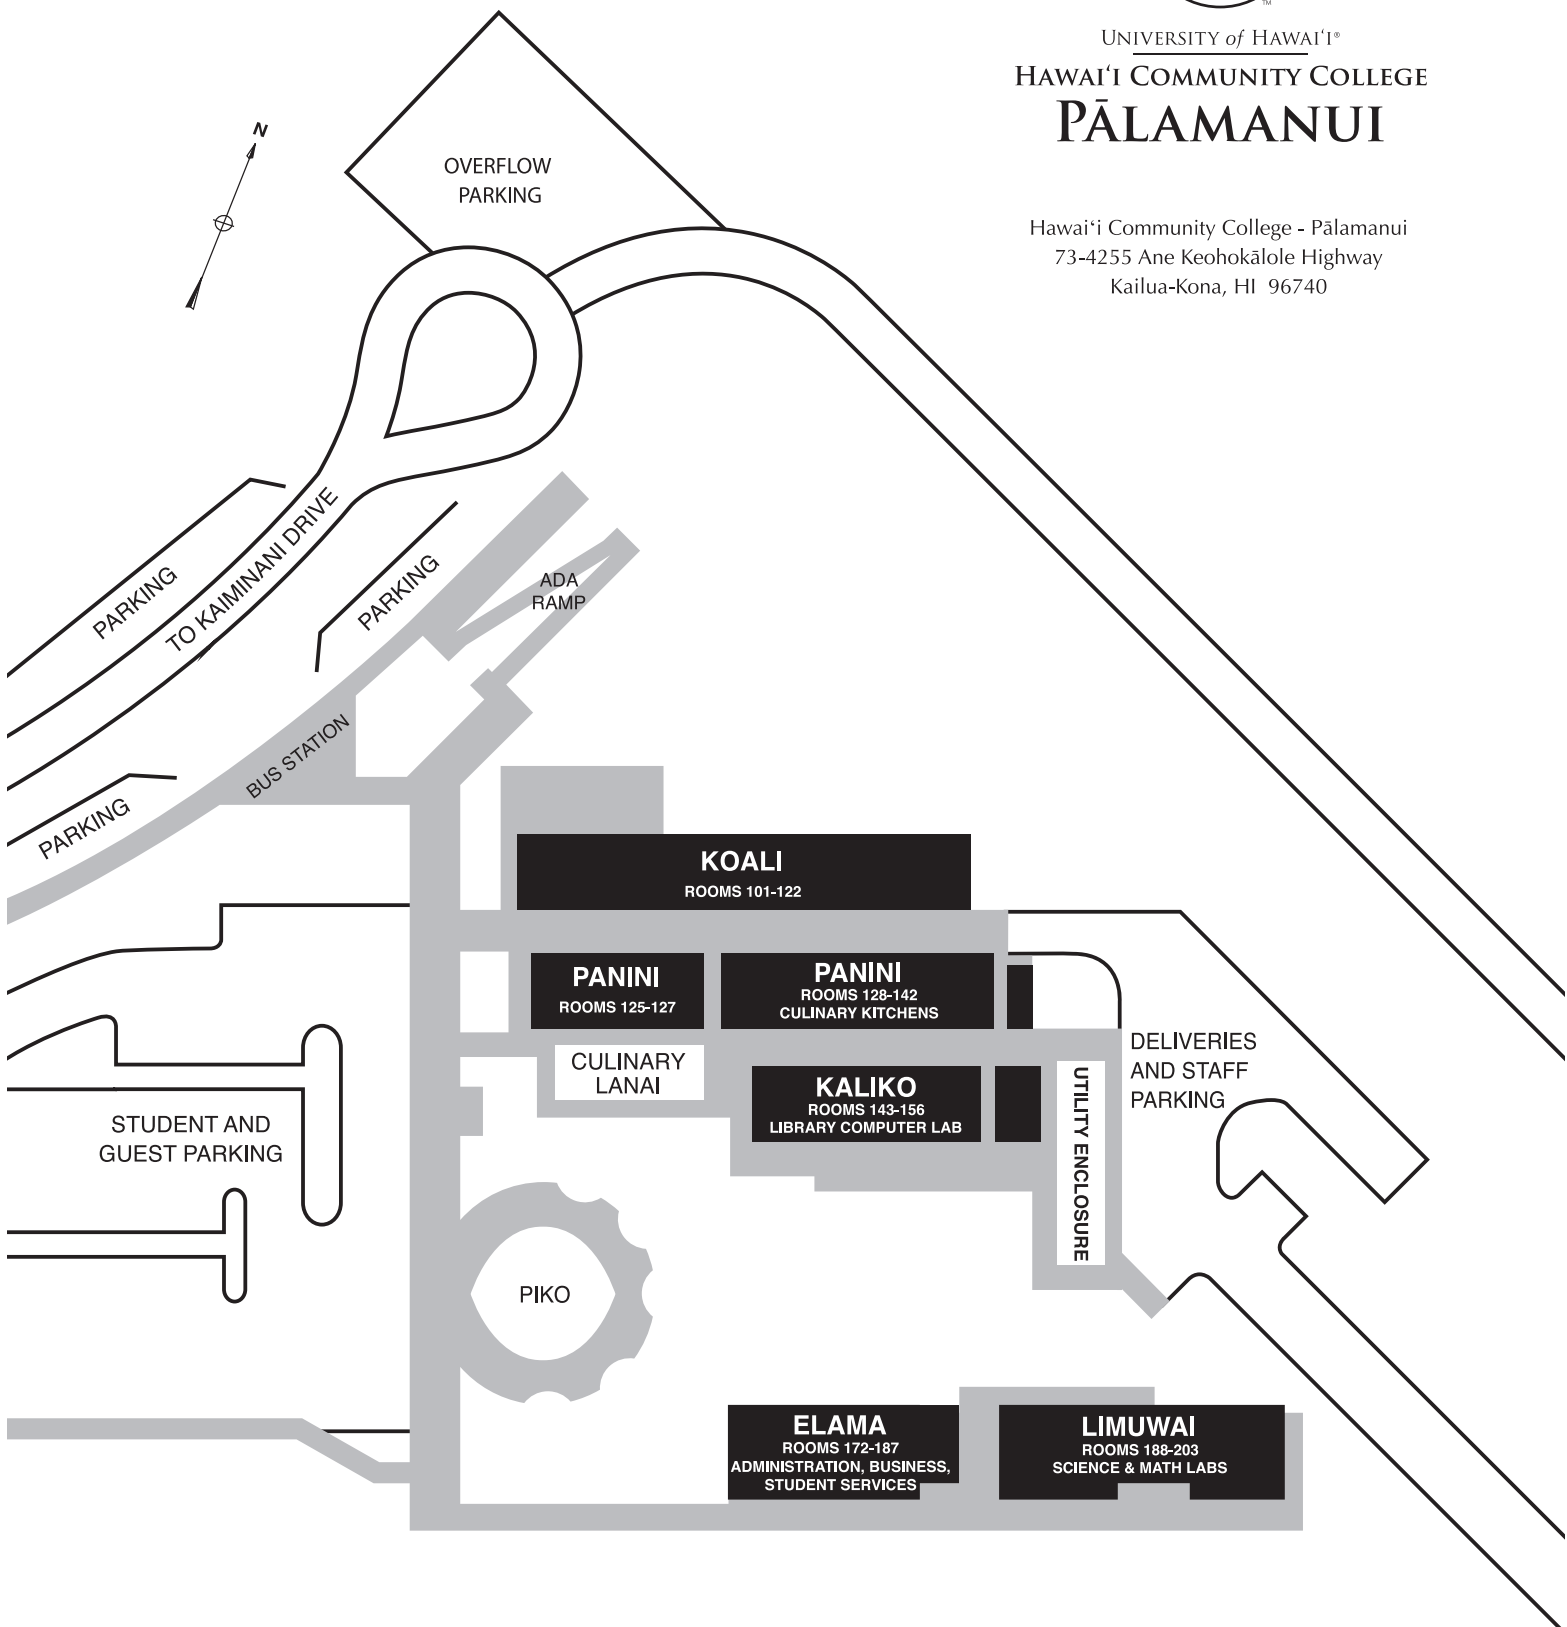 ™
UNIVERSITY of HAWAIʻI®
HAWAIʻI COMMUNITY COLLEGE
PĀLAMANUI
Hawaiʻi Community College - Pālamanui
73-4255 Ane Keohokālole Highway
Kailua-Kona, HI 96740
N
OVERFLOW
PARKING
TO KAIMINANI DRIVE
PARKING
PARKING
ADA
RAMP
BUS STATION
PARKING
KOALI
ROOMS 101-122
PANINI
ROOMS 125-127
PANINI
ROOMS 128-142
CULINARY KITCHENS
CULINARY
LANAI
KALIKO
ROOMS 143-156
LIBRARY COMPUTER LAB
UTILITY ENCLOSURE
DELIVERIES
AND STAFF
PARKING
STUDENT AND
GUEST PARKING
PIKO
ELAMA
ROOMS 172-187
ADMINISTRATION, BUSINESS,
STUDENT SERVICES
LIMUWAI
ROOMS 188-203
SCIENCE & MATH LABS